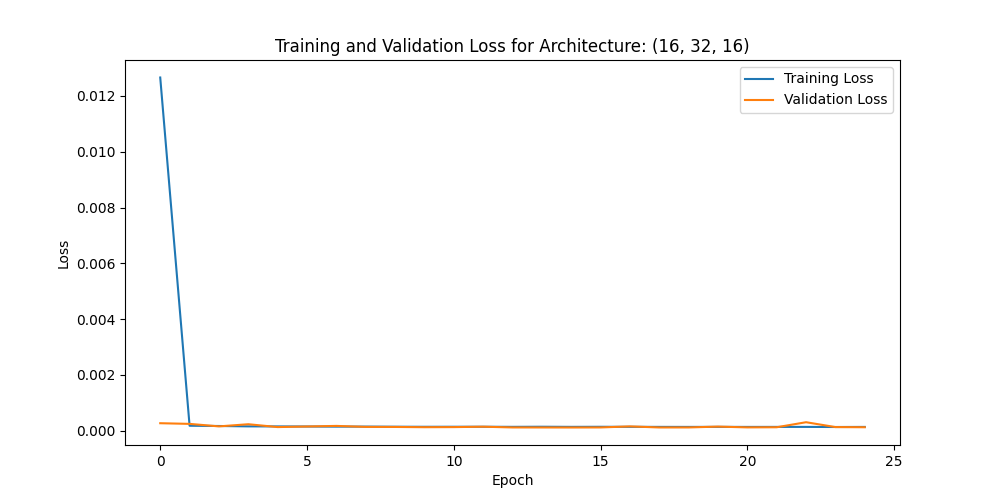 Training and Validation Loss for Architecture: (16, 32, 16)
Training Loss
Validation Loss
0.012
0.010
0.008
0.006
0.004
0.002
0.000
Loss
0 5 10 15 20 25
Epoch